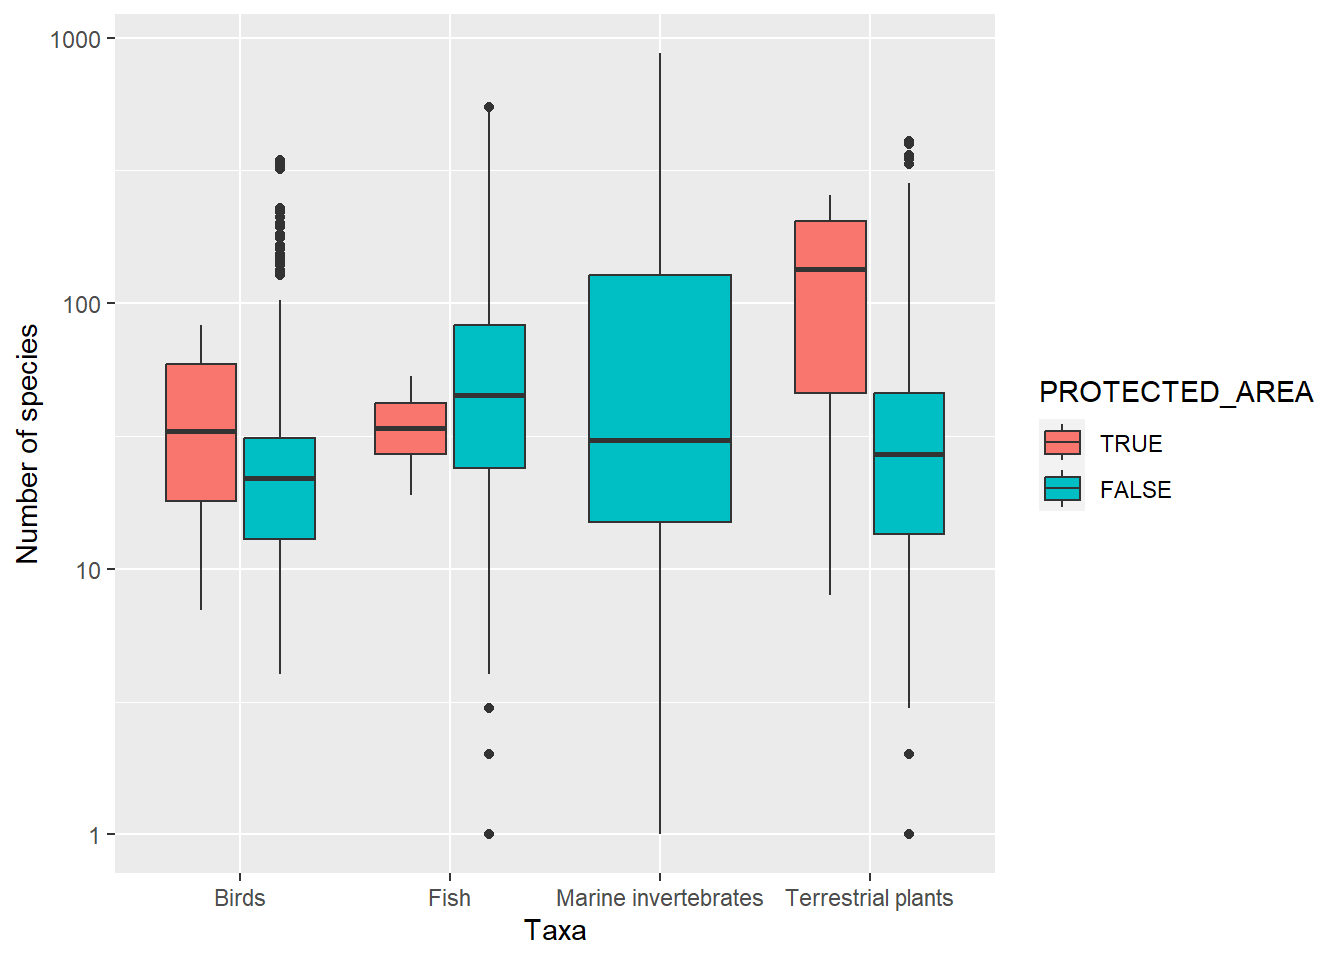 Number of species
1000
100
10
1
Birds
Fish
Marine invertebrates
Terrestrial plants
Taxa
PROTECTED_AREA
TRUE
FALSE